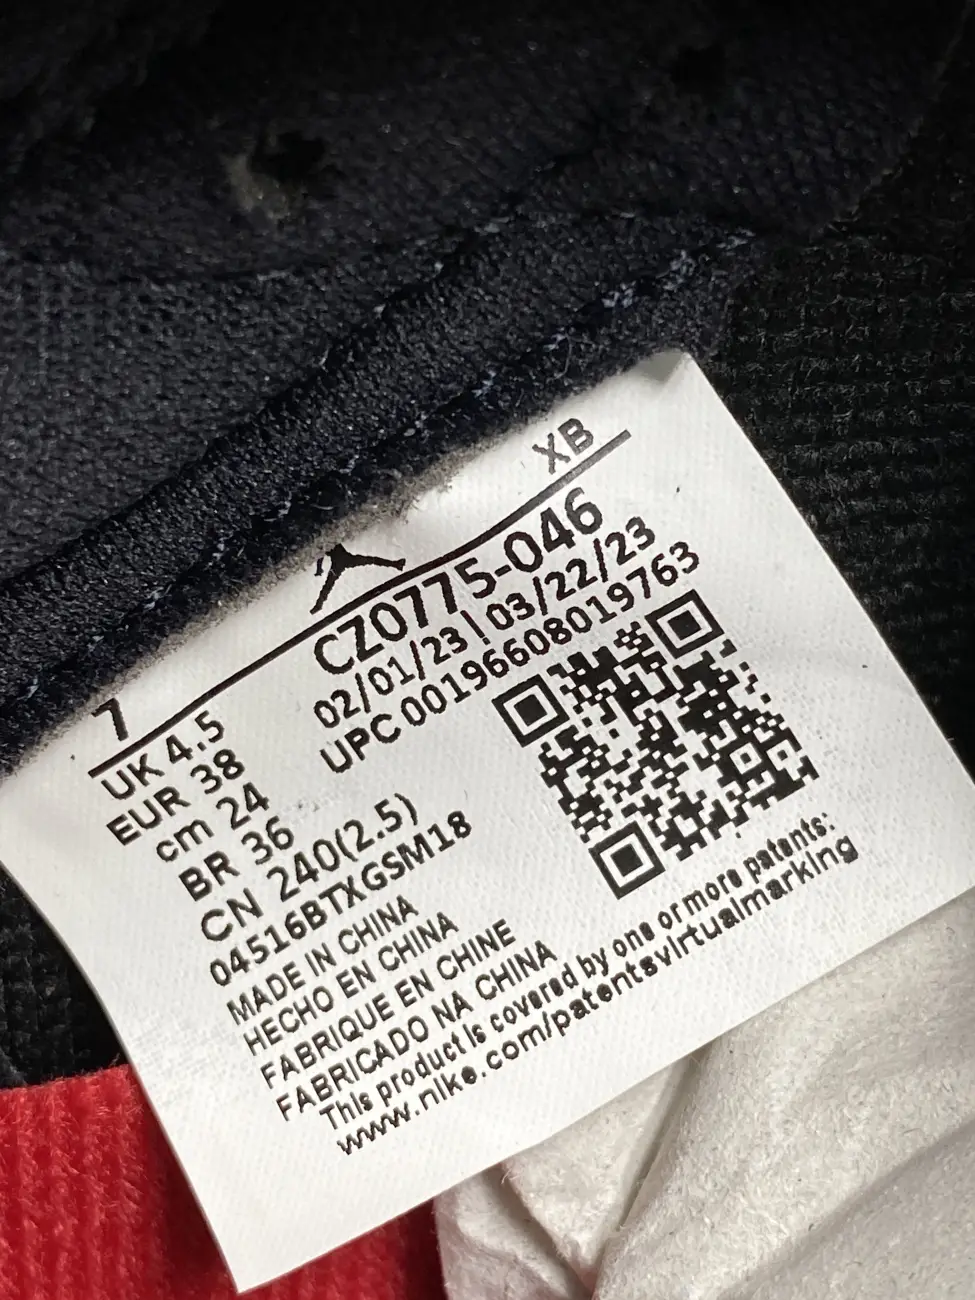 XB
7
CZ0775-046
02/01/23|03/22/23
UPC 00196608019763
UK 4.5
EUR 38
cm 24
BR 36
CN 240(2.5)
04516BTXGSM18
MADE IN CHINA
HECHO EN CHINA
FABRIQUE EN CHINE
FABRICADO NA CHINA
This product is covered by one or more patents:
www.nike.com/patentsvirtualmarking